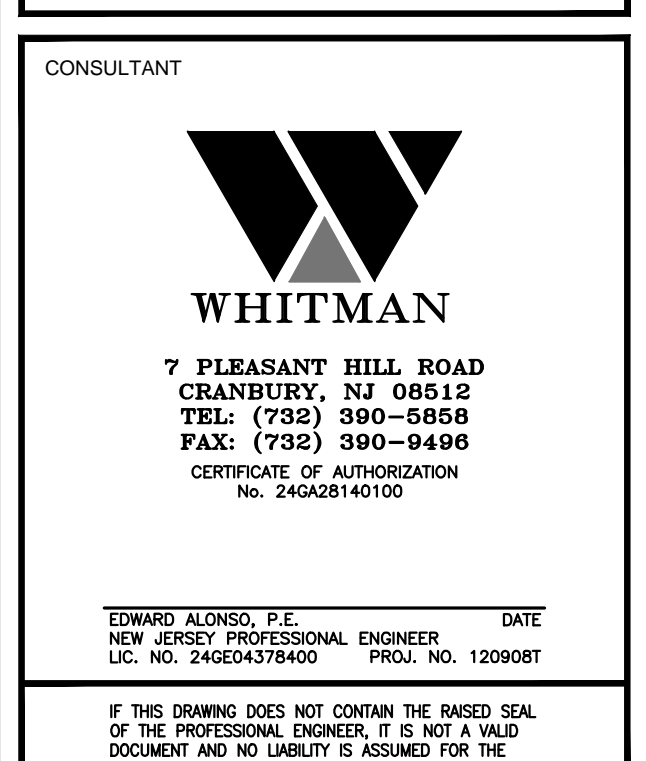 CONSULTANT
WHITMAN
7 PLEASANT HILL ROAD
CRANBURY, NJ 08512
TEL: (732) 390-5858
FAX: (732) 390-9496
CERTIFICATE OF AUTHORIZATION
No. 24GA28140100
EDWARD ALONSO, P.E. DATE
NEW JERSEY PROFESSIONAL ENGINEER
LIC. NO. 24GE04378400 PROJ. NO. 120908T
IF THIS DRAWING DOES NOT CONTAIN THE RAISED SEAL
OF THE PROFESSIONAL ENGINEER, IT IS NOT A VALID
DOCUMENT AND NO LIABILITY IS ASSUMED FOR THE